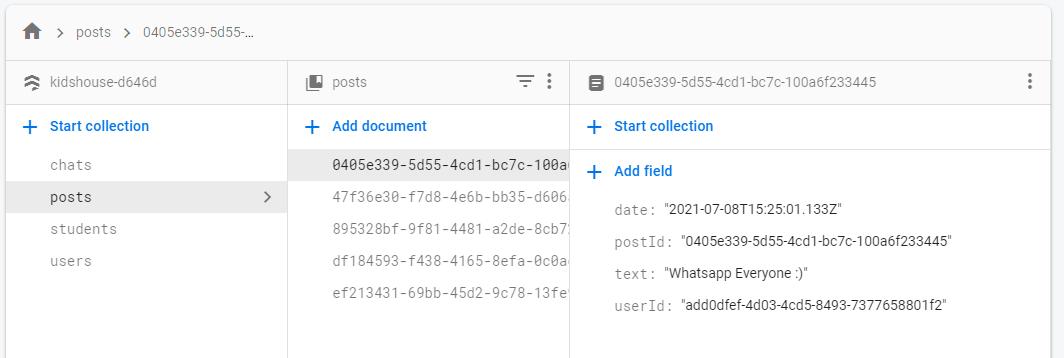 posts
0405e339-5d55-…
kidshouse-d646d
posts
0405e339-5d55-4cd1-bc7c-100a6f233445
Start collection
Add document
Start collection
chats
posts
students
users
0405e339-5d55-4cd1-bc7c-100a
47f36e30-f7d8-4e6b-bb35-d606
895328bf-9f81-4481-a2de-8cb7
df184593-f438-4165-8efa-0c0a
ef213431-69bb-45d2-9c78-13fe
Add field
date: "2021-07-08T15:25:01.133Z"
postId: "0405e339-5d55-4cd1-bc7c-100a6f233445"
text: "Whatsapp Everyone :)"
userId: "add0dfef-4d03-4cd5-8493-7377658801f2"